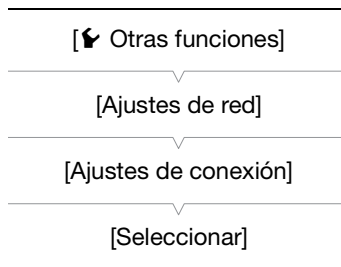 [Otras funciones]
[Ajustes de red]
[Ajustes de conexión]
[Seleccionar]